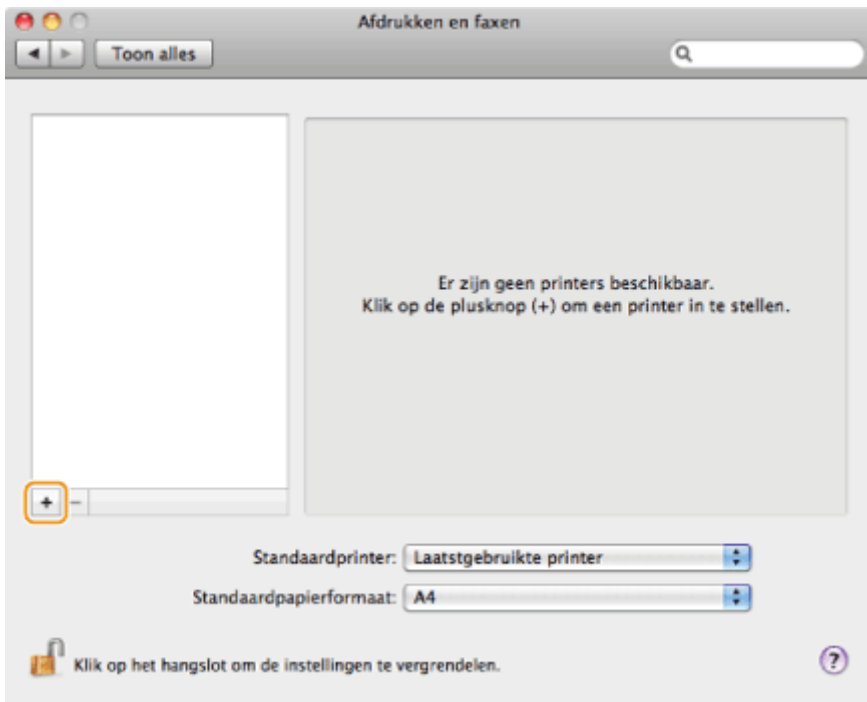 Afdrukken en faxen
Toon alles
Er zijn geen printers beschikbaar.
Klik op de plusknop (+) om een printer in te stellen.
+ −
Standaardprinter: Laatstgebruikte printer
Standaardpapierformaat: A4
Klik op het hangslot om de instellingen te vergrendelen. ?